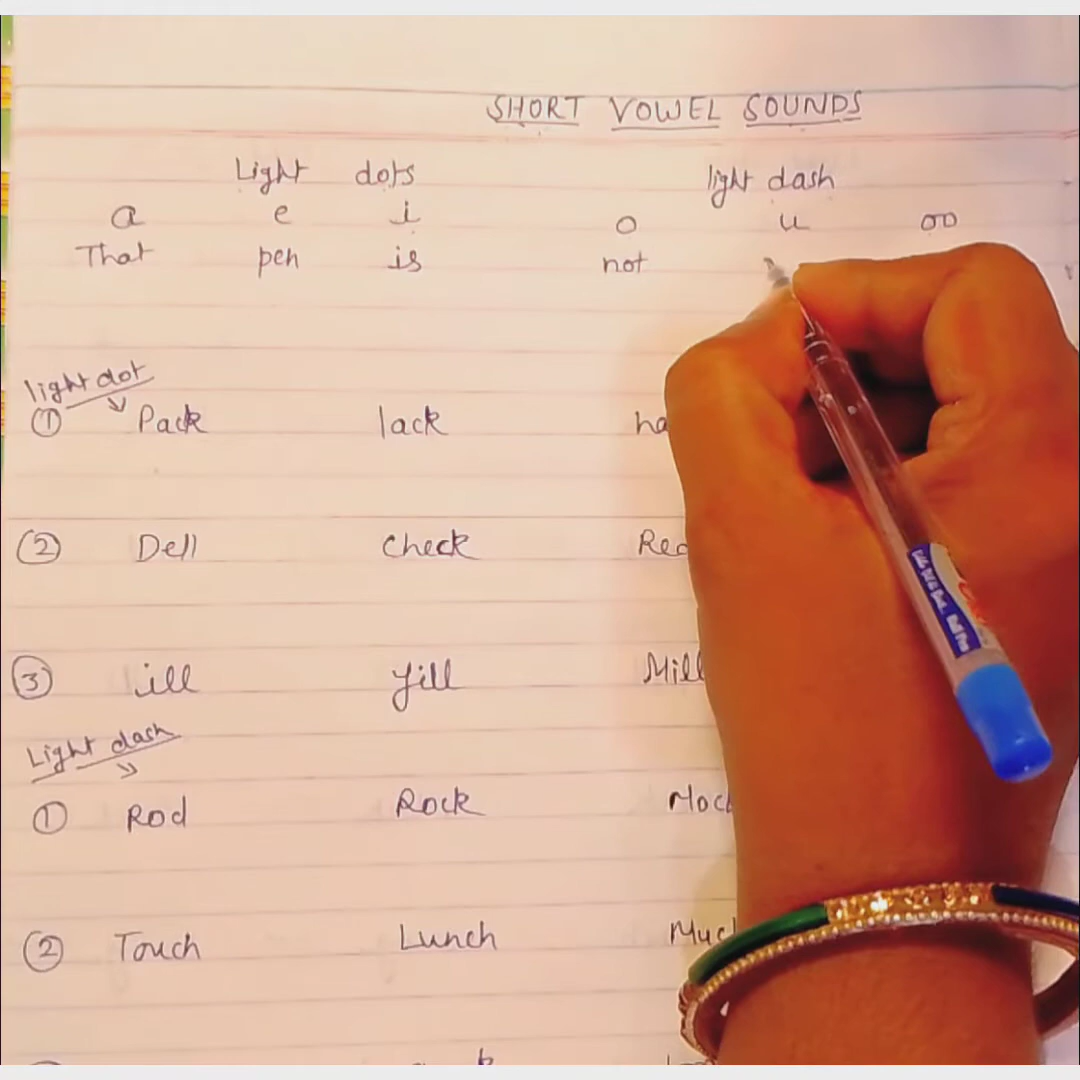 SHORT VOWEL SOUNDS
Light dots light dash
a e i o u oo
That pen is not
light dot
① Pack lack
② Dell Check
③ ill Jill Mill
Light dash
① Rod Rock
② Touch Lunch